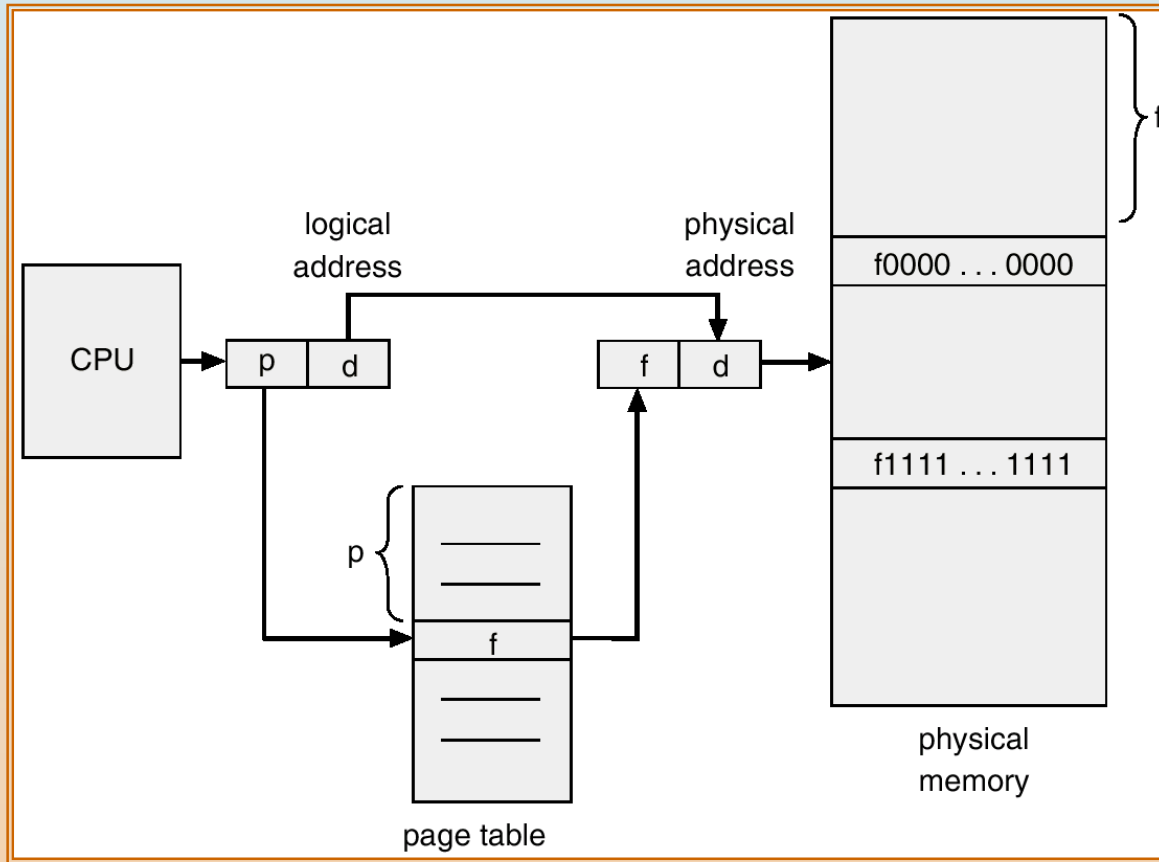 f
logical
address
physical
address
f0000 . . . 0000
CPU
p
d
f
d
f1111 . . . 1111
p
f
physical
memory
page table